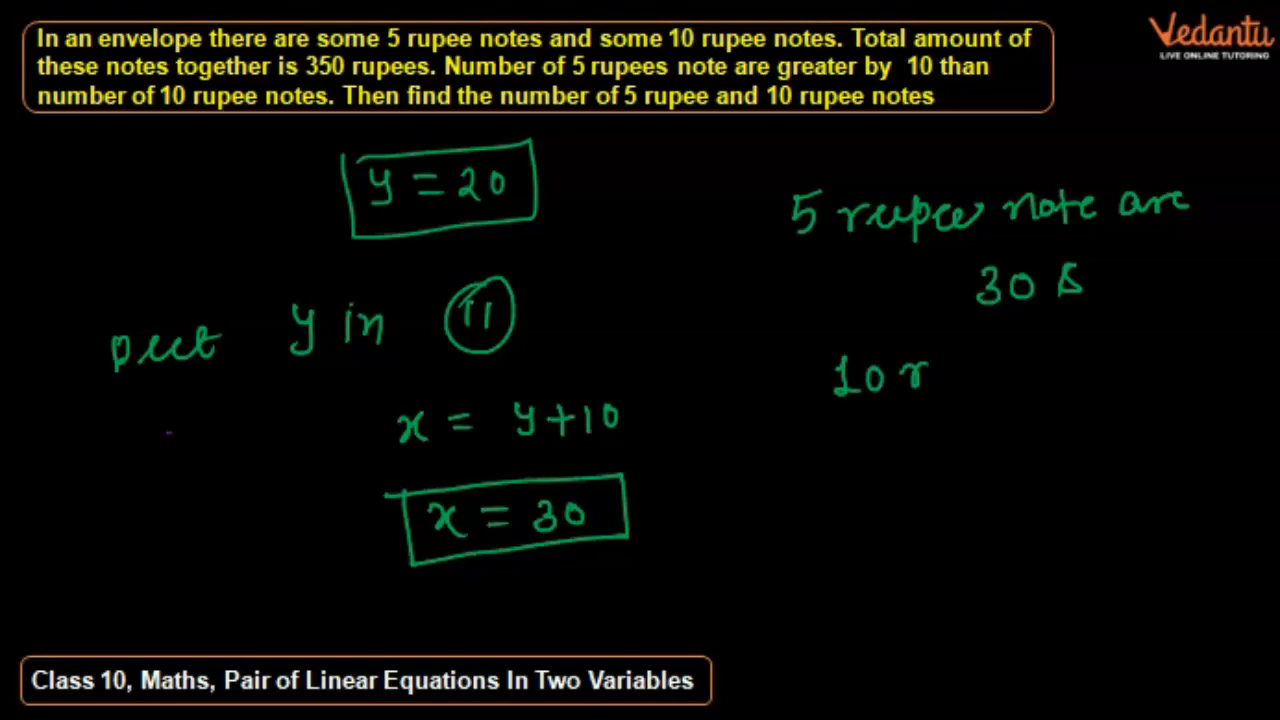 In an envelope there are some 5 rupee notes and some 10 rupee notes. Total amount of
these notes together is 350 rupees. Number of 5 rupees note are greater by 10 than
number of 10 rupee notes. Then find the number of 5 rupee and 10 rupee notes
Vedantu
LIVE ONLINE TUTORING
y = 20
put y in II
x = y + 10
x = 30
5 rupee note are
30 &
10 r
Class 10, Maths, Pair of Linear Equations In Two Variables